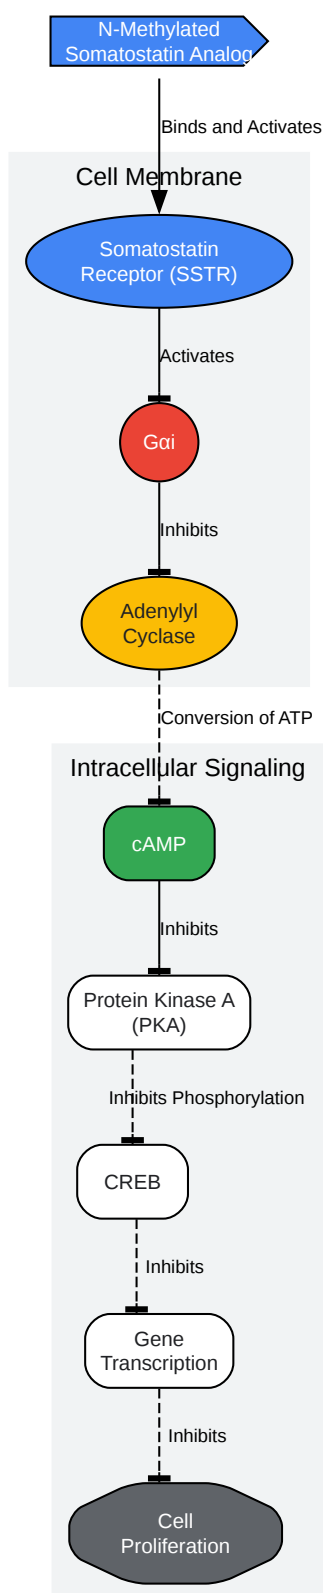 N-Methylated
Somatostatin Analog
Binds and Activates
Cell Membrane
Somatostatin
Receptor (SSTR)
Activates
Gαi
Inhibits
Adenylyl
Cyclase
Conversion of ATP
Intracellular Signaling
cAMP
Inhibits
Protein Kinase A
(PKA)
Inhibits Phosphorylation
CREB
Inhibits
Gene
Transcription
Inhibits
Cell
Proliferation